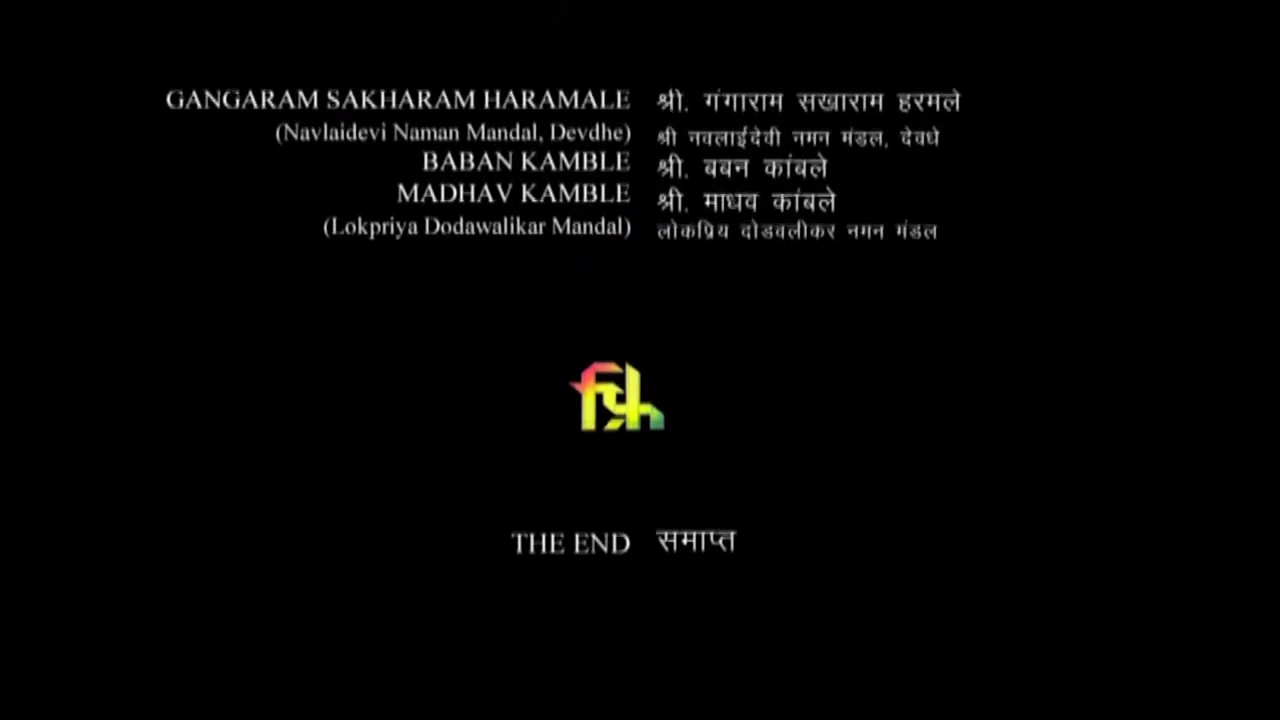 GANGARAM SAKHARAM HARAMALE श्री. गंगाराम सखाराम हरमले
(Navlaidevi Naman Mandal, Devdhe) श्री नवलाईदेवी नमन मंडल, देवधे
BABAN KAMBLE श्री. बबन कांबले
MADHAV KAMBLE श्री. माधव कांबले
(Lokpriya Dodawalikar Mandal) लोकप्रिय दोडवलीकर नमन मंडल
THE END समाप्त